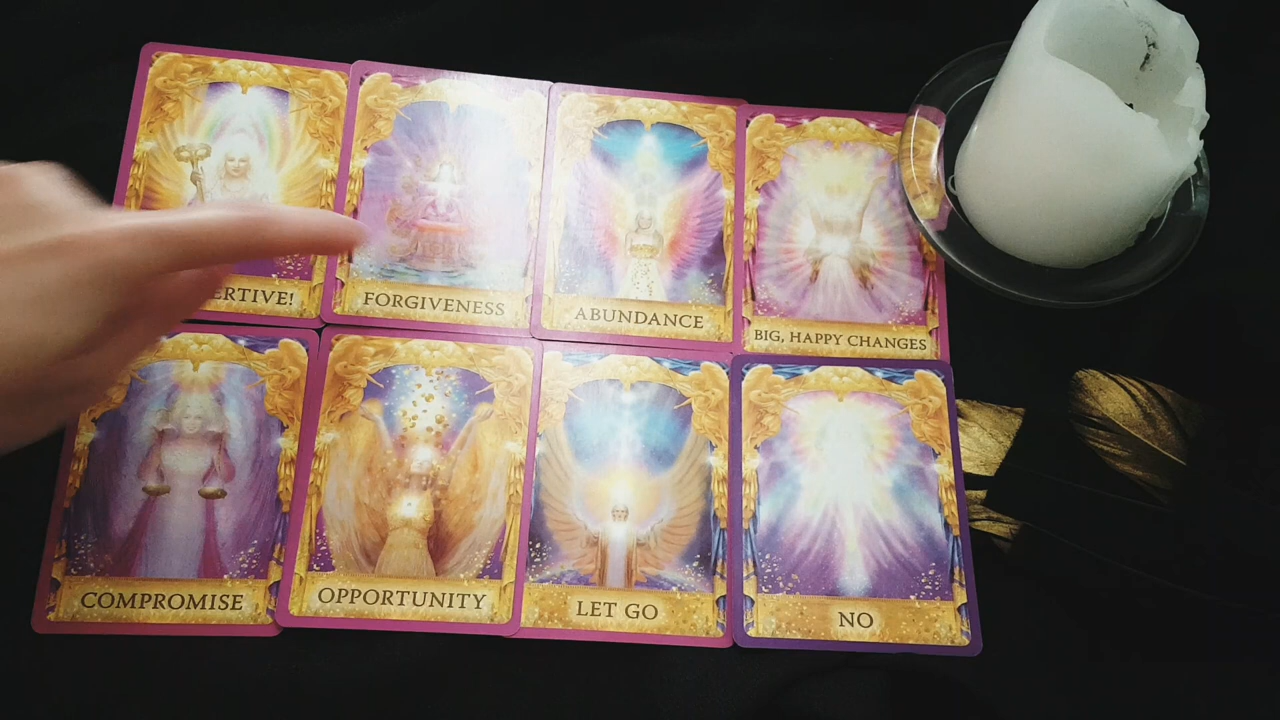 ERTIVE!
FORGIVENESS
ABUNDANCE
BIG, HAPPY CHANGES
COMPROMISE
OPPORTUNITY
LET GO
NO